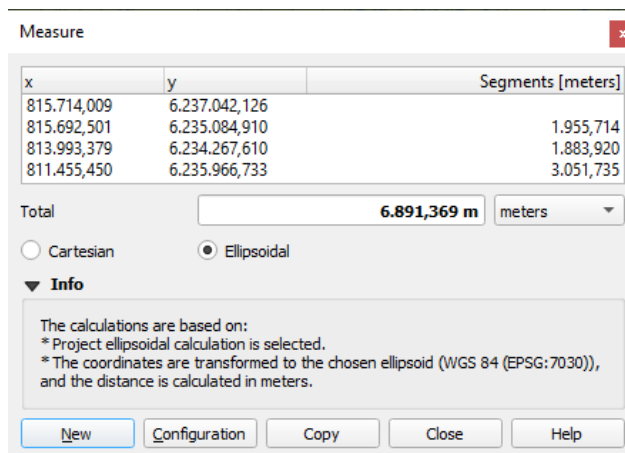 Measure
x y Segments [meters]
815.714,009 6.237.042,126
815.692,501 6.235.084,910 1.955,714
813.993,379 6.234.267,610 1.883,920
811.455,450 6.235.966,733 3.051,735
Total 6.891,369 m meters
Cartesian Ellipsoidal
Info
The calculations are based on:
* Project ellipsoidal calculation is selected.
* The coordinates are transformed to the chosen ellipsoid (WGS 84 (EPSG:7030)),
and the distance is calculated in meters.
New Configuration Copy Close Help